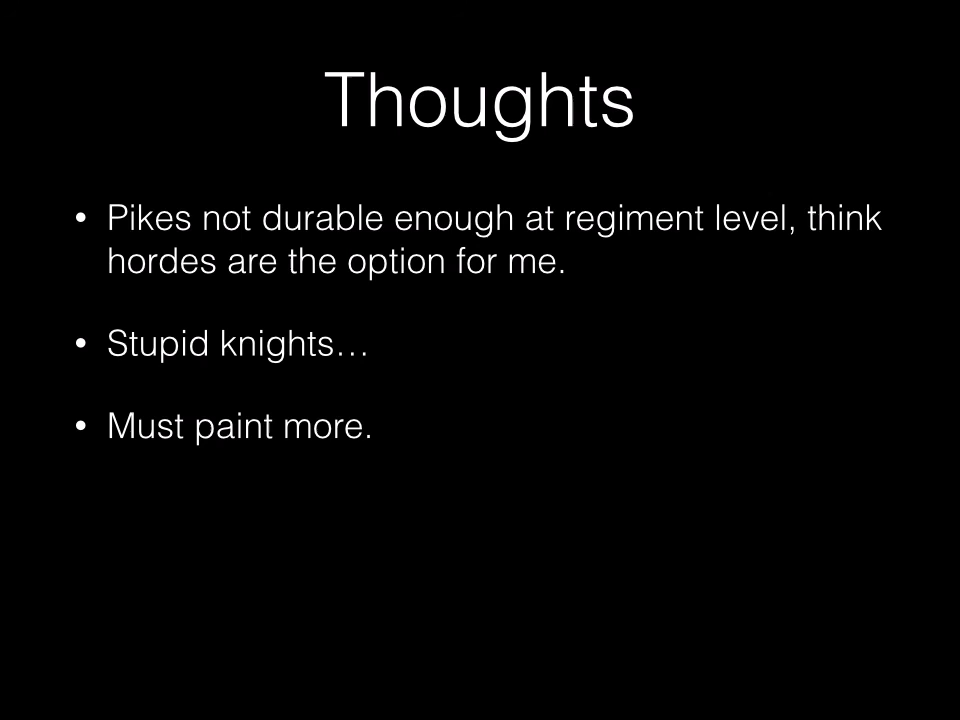 Thoughts
• Pikes not durable enough at regiment level, think
hordes are the option for me.
• Stupid knights…
• Must paint more.